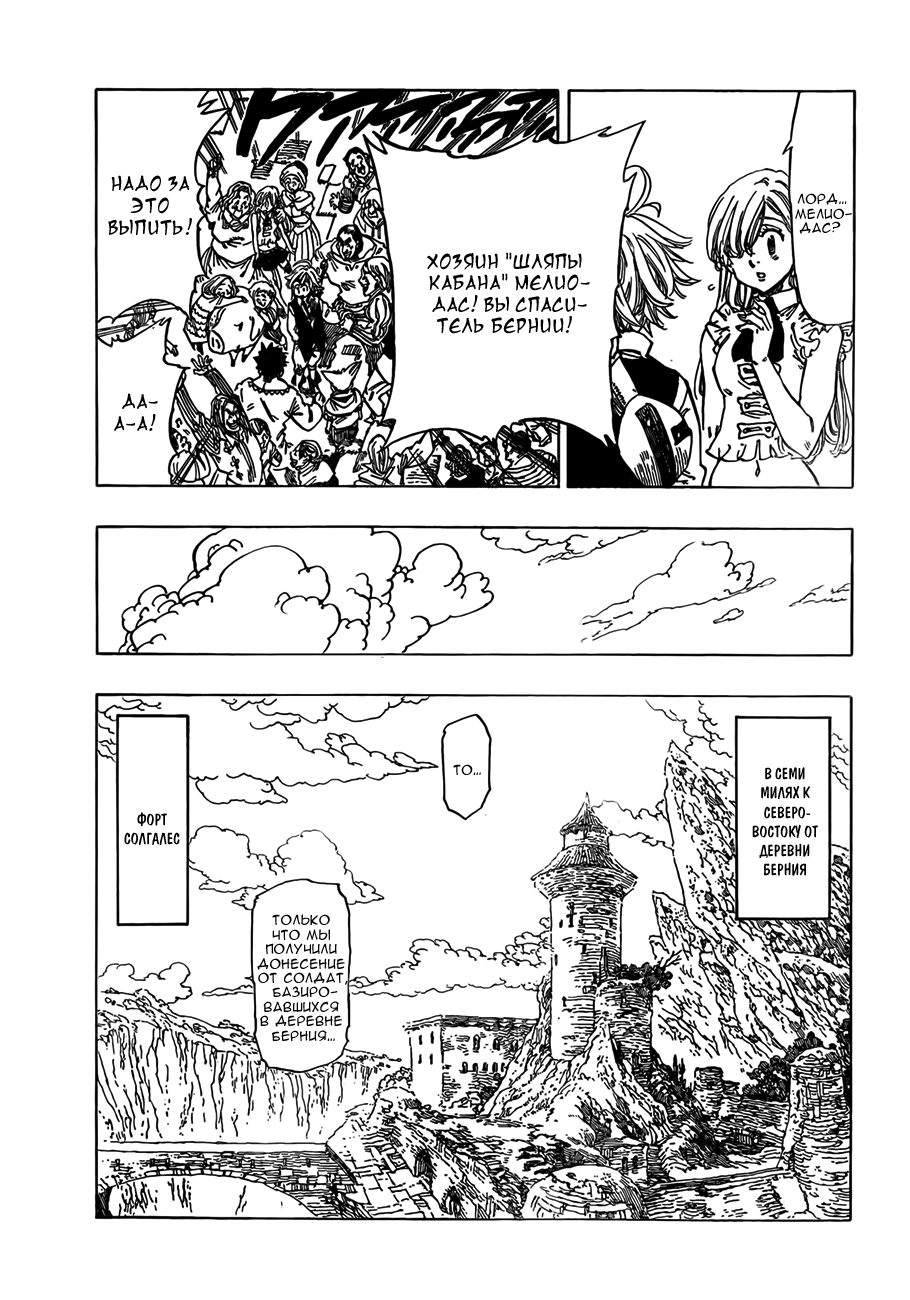 ЛОРД...
МЕЛИО-
ДАС?
ХОЗЯИН "ШЛЯПЫ
КАБАНА" МЕЛИО-
ДАС! ВЫ СПАСИ-
ТЕЛЬ БЕРНИИ!
НАДО ЗА
ЭТО
ВЫПИТЬ!
ДА-
А-А!
В СЕМИ
МИЛЯХ К
СЕВЕРО-
ВОСТОКУ ОТ
ДЕРЕВНИ
БЕРНИЯ
ТО...
ТОЛЬКО
ЧТО МЫ
ПОЛУЧИЛИ
ДОНЕСЕНИЕ
ОТ СОЛДАТ,
БАЗИРО-
ВАВШИХСЯ
В ДЕРЕВНЕ
БЕРНИЯ...
ФОРТ
СОЛГАЛЕС